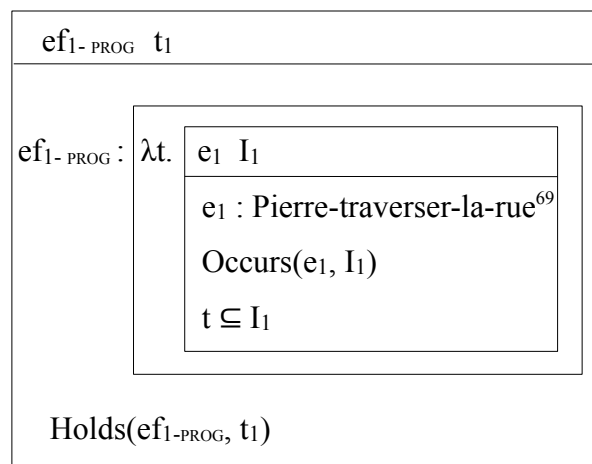 ef1- PROG t1
ef1- PROG : λt. e1 I1
e1 : Pierre-traverser-la-rue69
Occurs(e1, I1)
t ⊆ I1
Holds(ef1-PROG, t1)